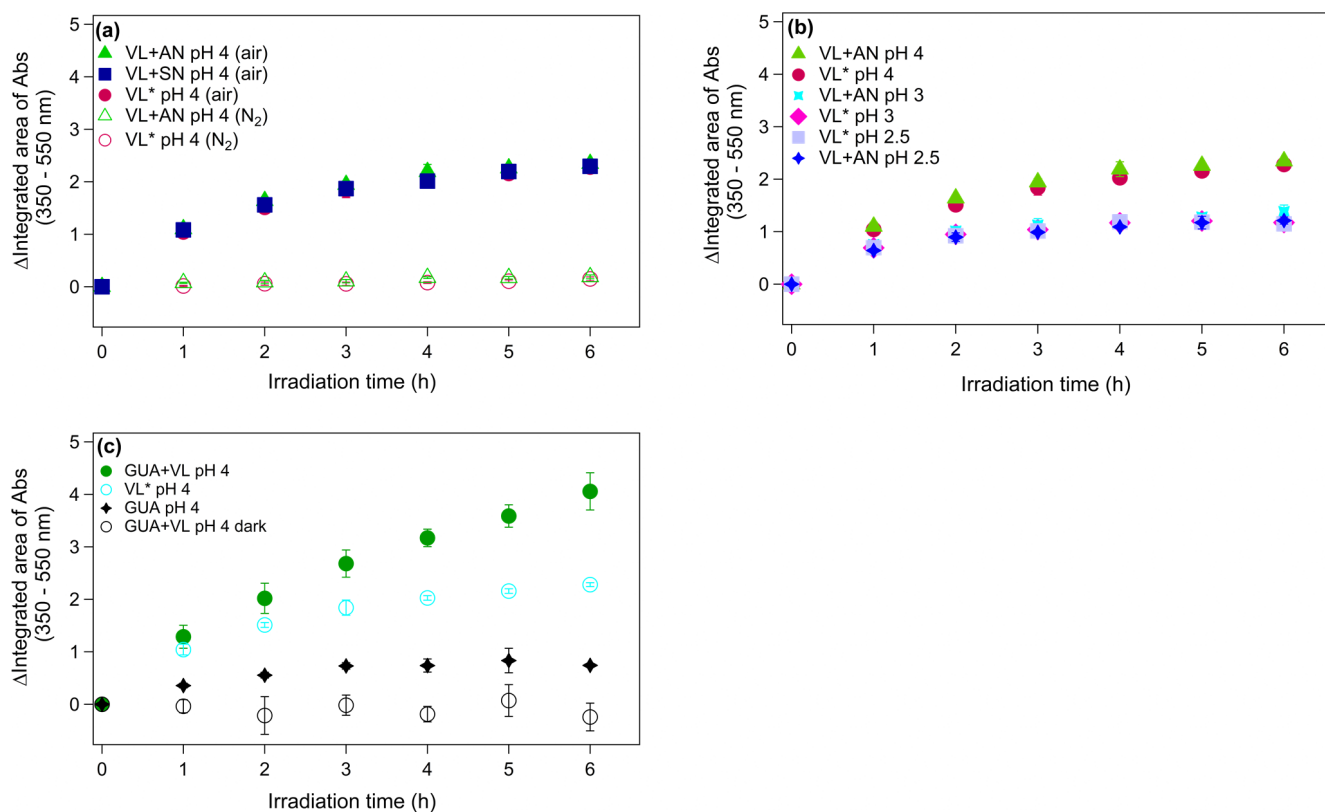 (a)
VL+AN pH 4 (air)
VL+SN pH 4 (air)
VL* pH 4 (air)
VL+AN pH 4 (N₂)
VL* pH 4 (N₂)
5
4
3
2
1
0
ΔIntegrated area of Abs
(350 - 550 nm)
0 1 2 3 4 5 6
Irradiation time (h)
(b)
VL+AN pH 4
VL* pH 4
VL+AN pH 3
VL* pH 3
VL* pH 2.5
VL+AN pH 2.5
5
4
3
2
1
0
ΔIntegrated area of Abs
(350 - 550 nm)
0 1 2 3 4 5 6
Irradiation time (h)
(c)
GUA+VL pH 4
VL* pH 4
GUA pH 4
GUA+VL pH 4 dark
5
4
3
2
1
0
ΔIntegrated area of Abs
(350 - 550 nm)
0 1 2 3 4 5 6
Irradiation time (h)